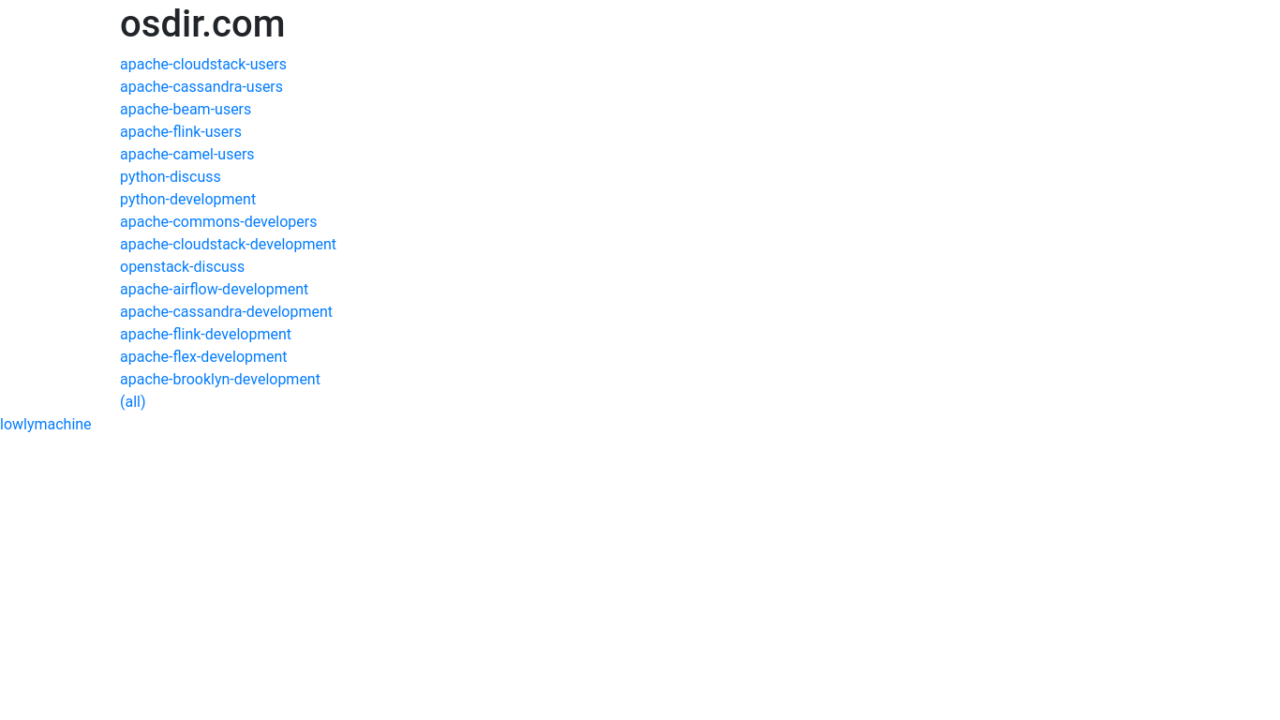 osdir.com
apache-cloudstack-users
apache-cassandra-users
apache-beam-users
apache-flink-users
apache-camel-users
python-discuss
python-development
apache-commons-developers
apache-cloudstack-development
openstack-discuss
apache-airflow-development
apache-cassandra-development
apache-flink-development
apache-flex-development
apache-brooklyn-development
(all)
lowlymachine